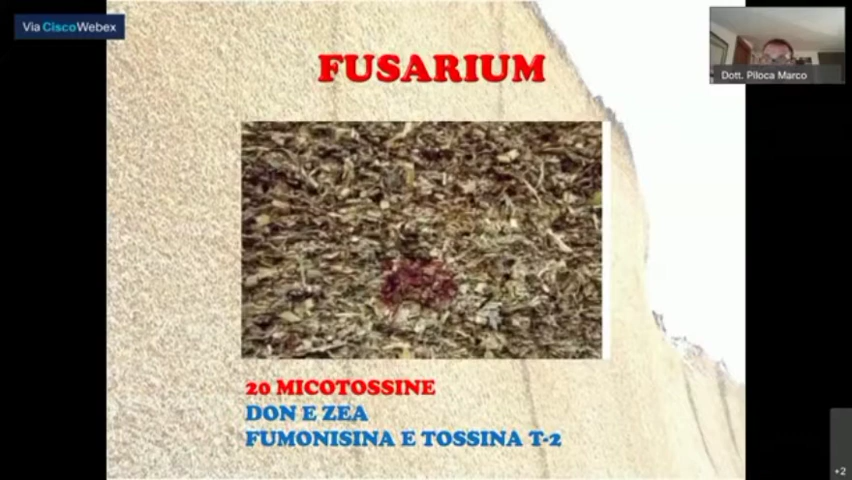 Via CiscoWebex
Dott. Piloca Marco
FUSARIUM
20 MICOTOSSINE
DON E ZEA
FUMONISINA E TOSSINA T-2
+2